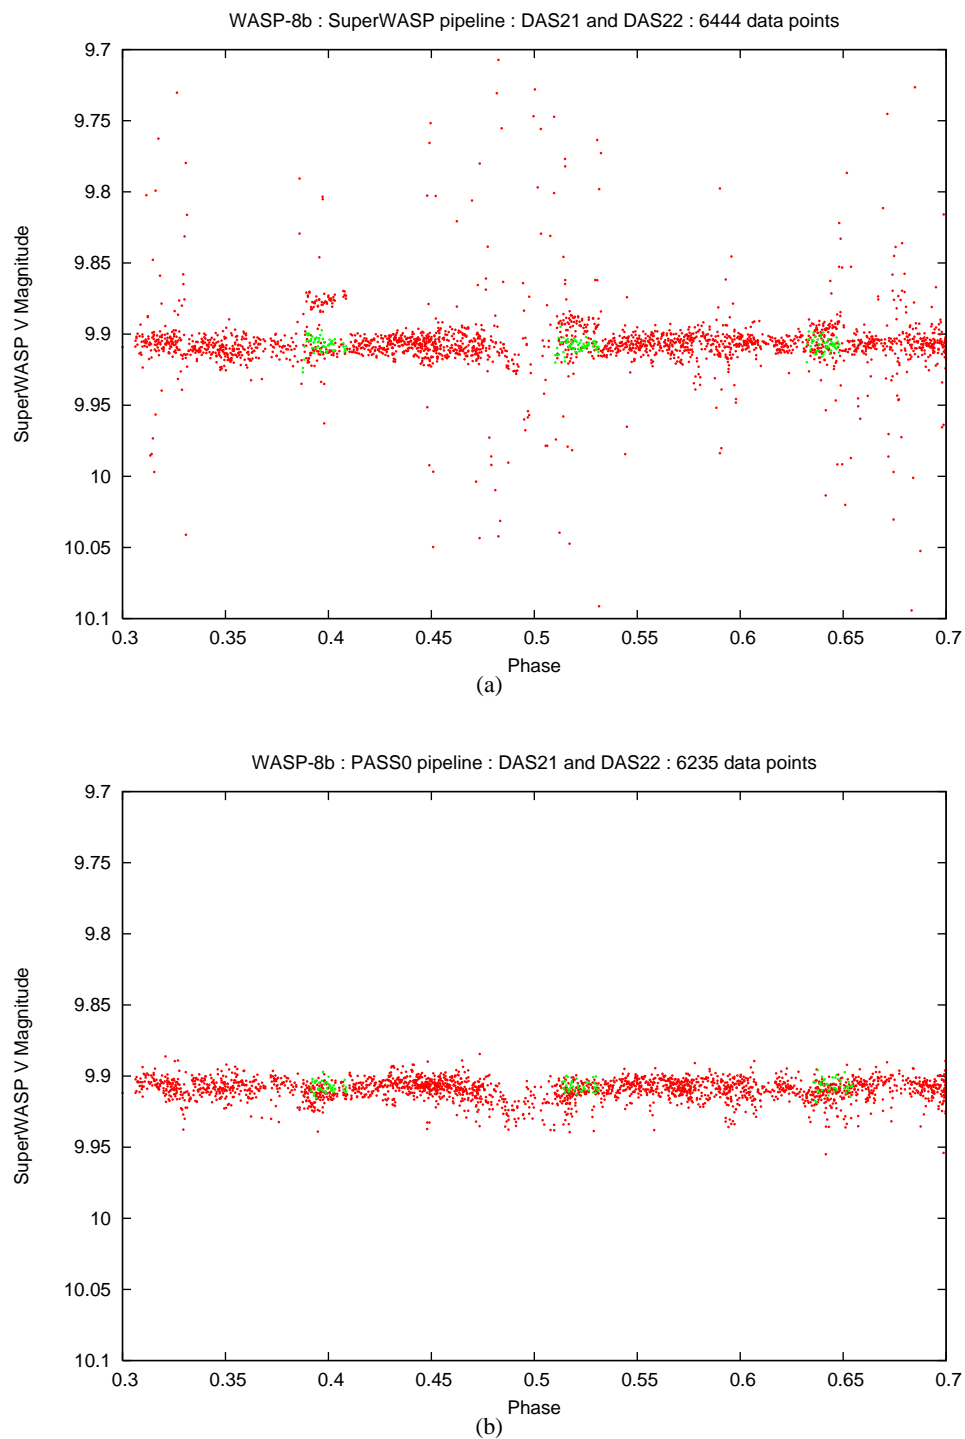 WASP-8b : SuperWASP pipeline : DAS21 and DAS22 : 6444 data points
9.7
9.75
9.8
9.85
9.9
9.95
10
10.05
10.1
SuperWASP V Magnitude
0.3 0.35 0.4 0.45 0.5 0.55 0.6 0.65 0.7
Phase
(a)
WASP-8b : PASS0 pipeline : DAS21 and DAS22 : 6235 data points
9.7
9.75
9.8
9.85
9.9
9.95
10
10.05
10.1
SuperWASP V Magnitude
0.3 0.35 0.4 0.45 0.5 0.55 0.6 0.65 0.7
Phase
(b)